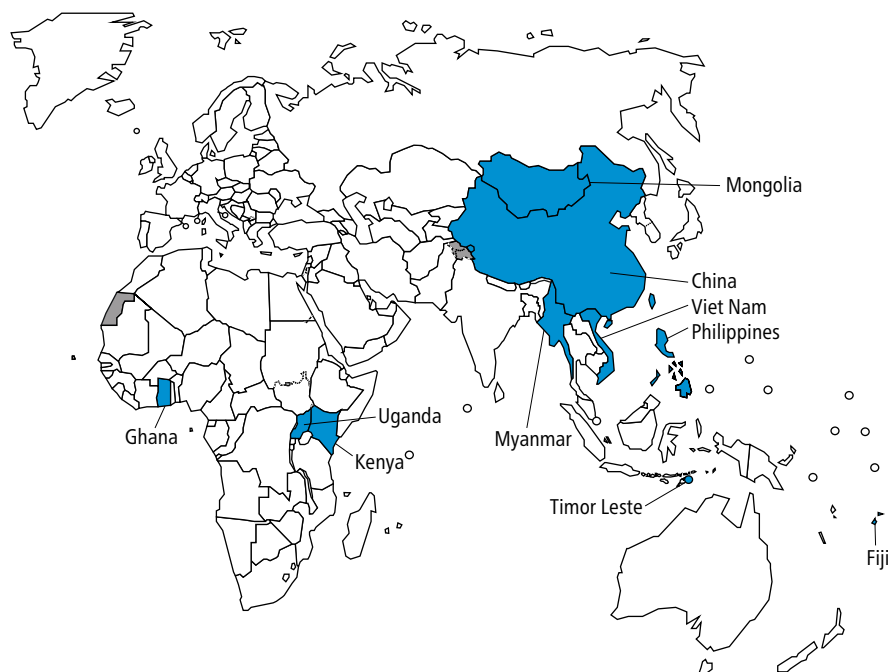 Mongolia
China
Viet Nam
Philippines
Ghana
Uganda
Myanmar
Kenya
Timor Leste
Fiji